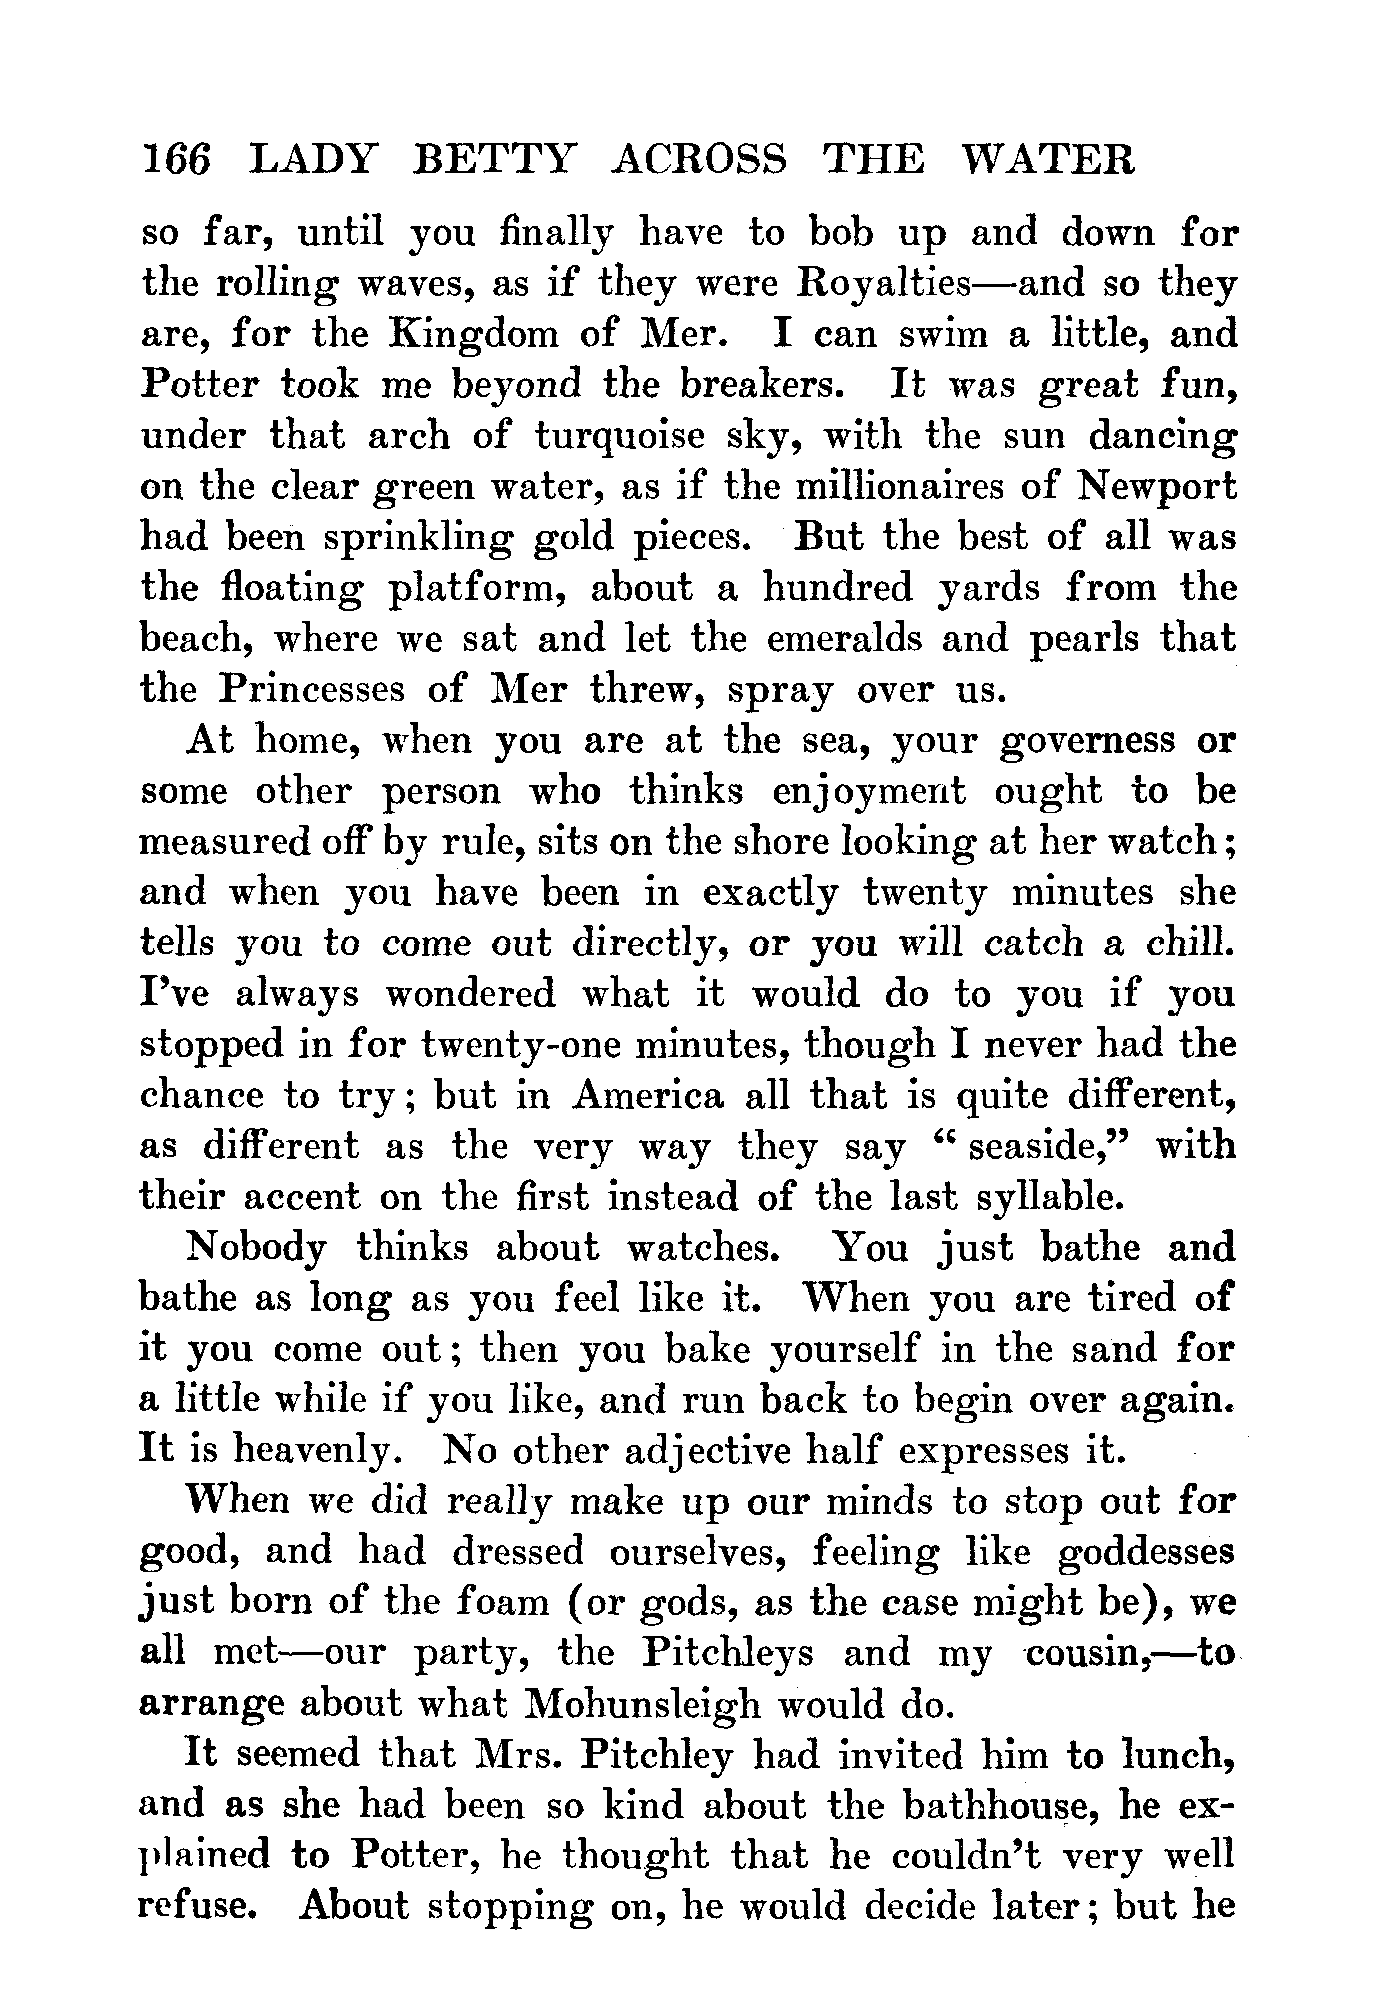 166 LADY BETTY ACROSS THE WATER
so far, until you finally have to bob up and down for
the rolling waves, as if they were Royalties—and so they
are, for the Kingdom of Mer. I can swim a little, and
Potter took me beyond the breakers. It was great fun,
under that arch of turquoise sky, with the sun dancing
on the clear green water, as if the millionaires of Newport
had been sprinkling gold pieces. But the best of all was
the floating platform, about a hundred yards from the
beach, where we sat and let the emeralds and pearls that
the Princesses of Mer threw, spray over us.
At home, when you are at the sea, your governess or
some other person who thinks enjoyment ought to be
measured off by rule, sits on the shore looking at her watch;
and when you have been in exactly twenty minutes she
tells you to come out directly, or you will catch a chill.
I've always wondered what it would do to you if you
stopped in for twenty-one minutes, though I never had the
chance to try; but in America all that is quite different,
as different as the very way they say “seaside,” with
their accent on the first instead of the last syllable.
Nobody thinks about watches. You just bathe and
bathe as long as you feel like it. When you are tired of
it you come out; then you bake yourself in the sand for
a little while if you like, and run back to begin over again.
It is heavenly. No other adjective half expresses it.
When we did really make up our minds to stop out for
good, and had dressed ourselves, feeling like goddesses
just born of the foam (or gods, as the case might be), we
all met—our party, the Pitchleys and my cousin,—to
arrange about what Mohunsleigh would do.
It seemed that Mrs. Pitchley had invited him to lunch,
and as she had been so kind about the bathhouse, he ex-
plained to Potter, he thought that he couldn't very well
refuse. About stopping on, he would decide later; but he